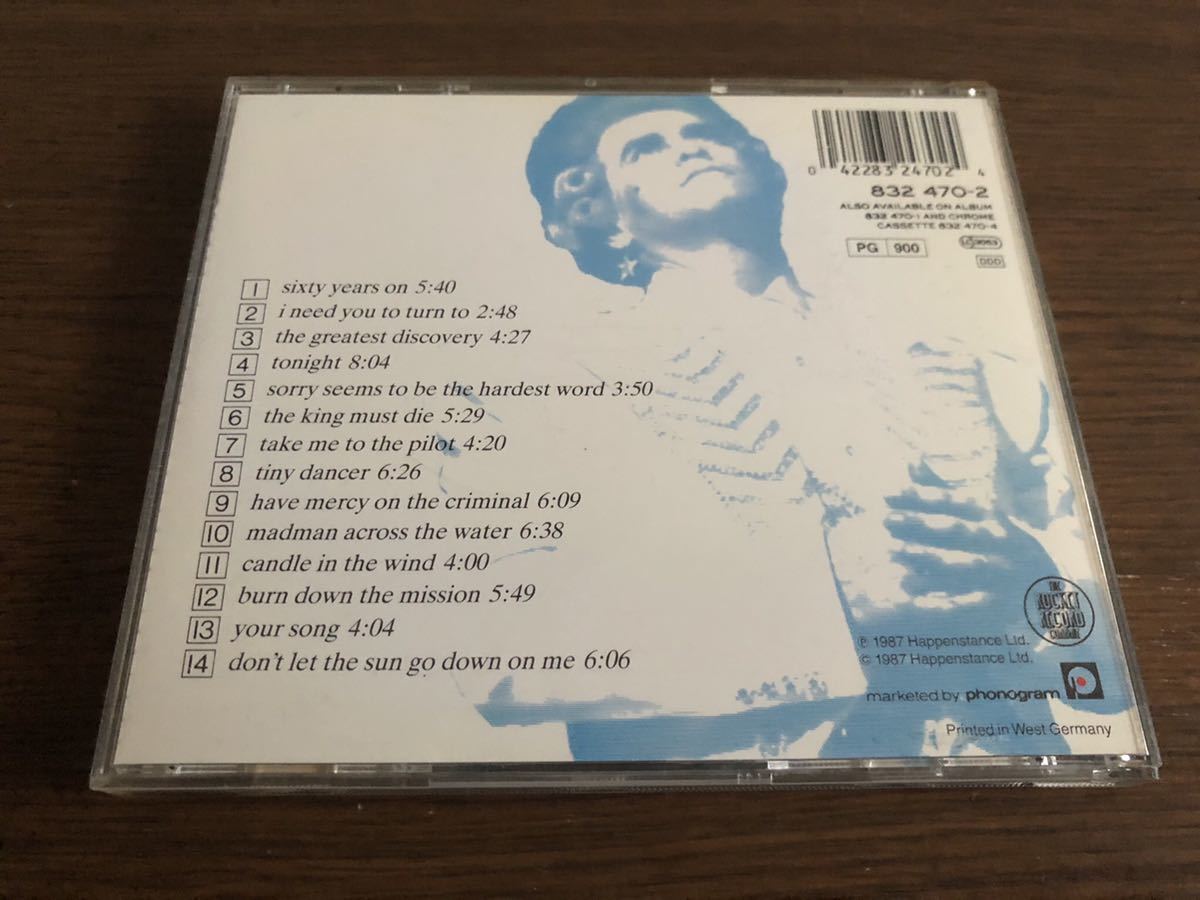 0 42283 24702 4
832 470-2
ALSO AVAILABLE ON ALBUM
832 470-1 AND CHROME
CASSETTE 832 470-4
PG 900
LC 3053
DDD
1 sixty years on 5:40
2 i need you to turn to 2:48
3 the greatest discovery 4:27
4 tonight 8:04
5 sorry seems to be the hardest word 3:50
6 the king must die 5:29
7 take me to the pilot 4:20
8 tiny dancer 6:26
9 have mercy on the criminal 6:09
10 madman across the water 6:38
11 candle in the wind 4:00
12 burn down the mission 5:49
13 your song 4:04
14 don't let the sun go down on me 6:06
THE
ROCKET
RECORD
COMPANY
℗ 1987 Happenstance Ltd.
© 1987 Happenstance Ltd.
marketed by phonogram
Printed in West Germany